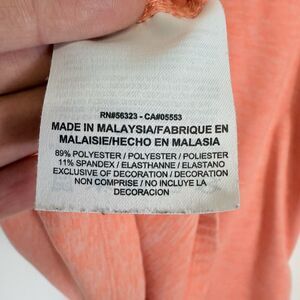 RN#56323 - CA#05553
MADE IN MALAYSIA/FABRIQUE EN
MALAISIE/HECHO EN MALASIA
89% POLYESTER / POLYESTER / POLIESTER
11% SPANDEX / ELASTHANNE / ELASTANO
EXCLUSIVE OF DECORATION / DECORATION
NON COMPRISE / NO INCLUYE LA
DECORACION